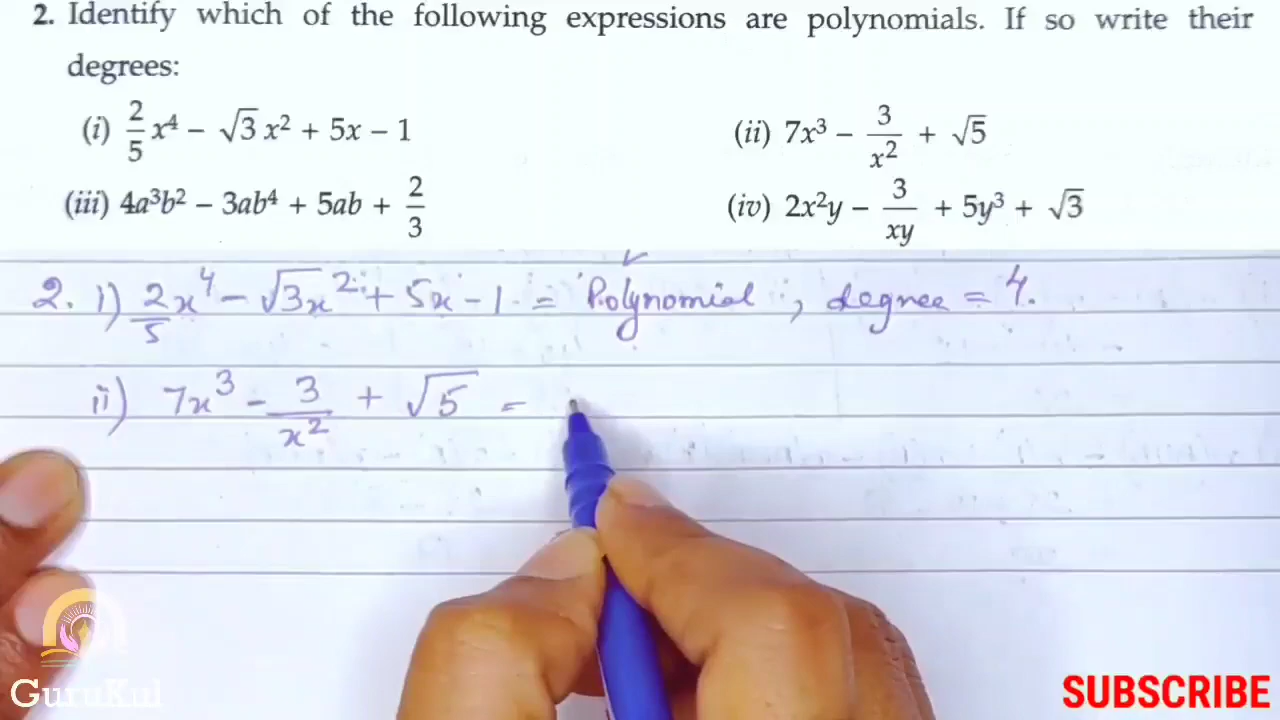 2. Identify which of the following expressions are polynomials. If so write their
degrees:
(i) 2/5 x⁴ − √3 x² + 5x − 1
(ii) 7x³ − 3/x² + √5
(iii) 4a³b² − 3ab⁴ + 5ab + 2/3
(iv) 2x²y − 3/xy + 5y³ + √3
2. i) 2/5 x⁴ − √3x² + 5x − 1 = Polynomial, degree = 4.
ii) 7x³ − 3/x² + √5 =
GuruKul
SUBSCRIBE